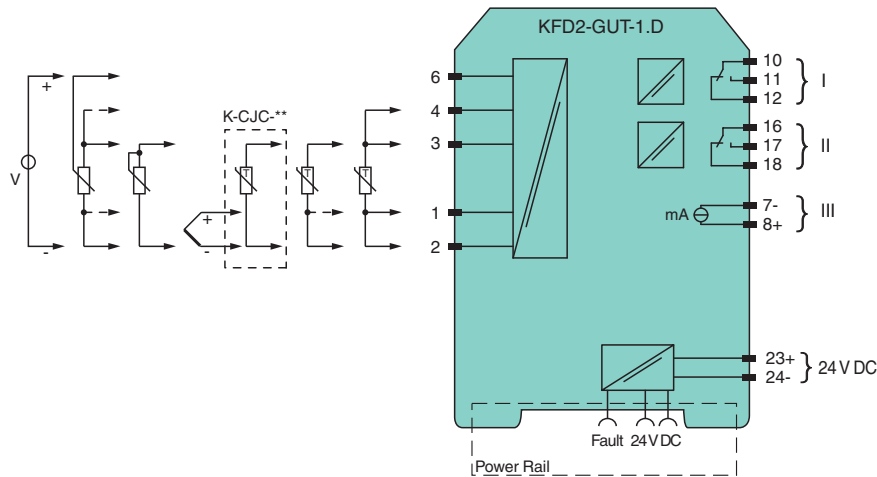 KFD2-GUT-1.D
6
4
3
1
2
+
V
-
K-CJC-**
+
-
T
T
T
10
11
12
I
16
17
18
II
mA
7-
8+
III
23+
24-
24 V DC
Fault 24 V DC
Power Rail